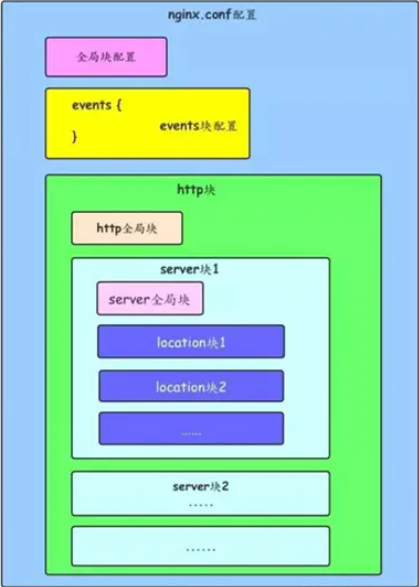 nginx.conf配置
全局块配置
events {
events块配置
}
http块
http全局块
server块1
server全局块
location块1
location块2
......
server块2
.....
......